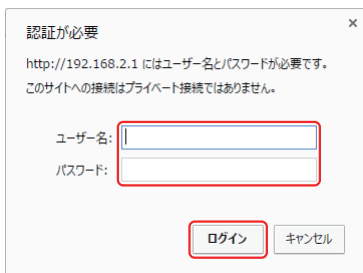 認証が必要
http://192.168.2.1 にはユーザー名とパスワードが必要です。
このサイトへの接続はプライベート接続ではありません。
ユーザー名:
パスワード:
ログイン
キャンセル